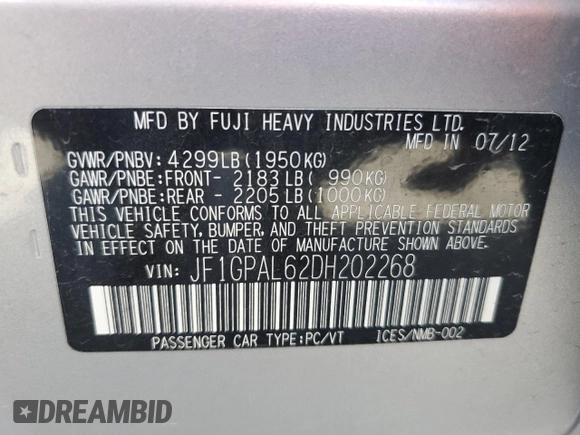 MFD BY FUJI HEAVY INDUSTRIES LTD.
MFD IN 07/12
GVWR/PNBV: 4299LB(1950KG)
GAWR/PNBE:FRONT- 2183LB( 990KG)
GAWR/PNBE:REAR - 2205LB(1000KG)
THIS VEHICLE CONFORMS TO ALL APPLICABLE FEDERAL MOTOR
VEHICLE SAFETY, BUMPER, AND THEFT PREVENTION STANDARDS
IN EFFECT ON THE DATE OF MANUFACTURE SHOWN ABOVE.
VIN: JF1GPAL62DH202268
PASSENGER CAR TYPE:PC/VT ICES/NMB-002
DREAMBID